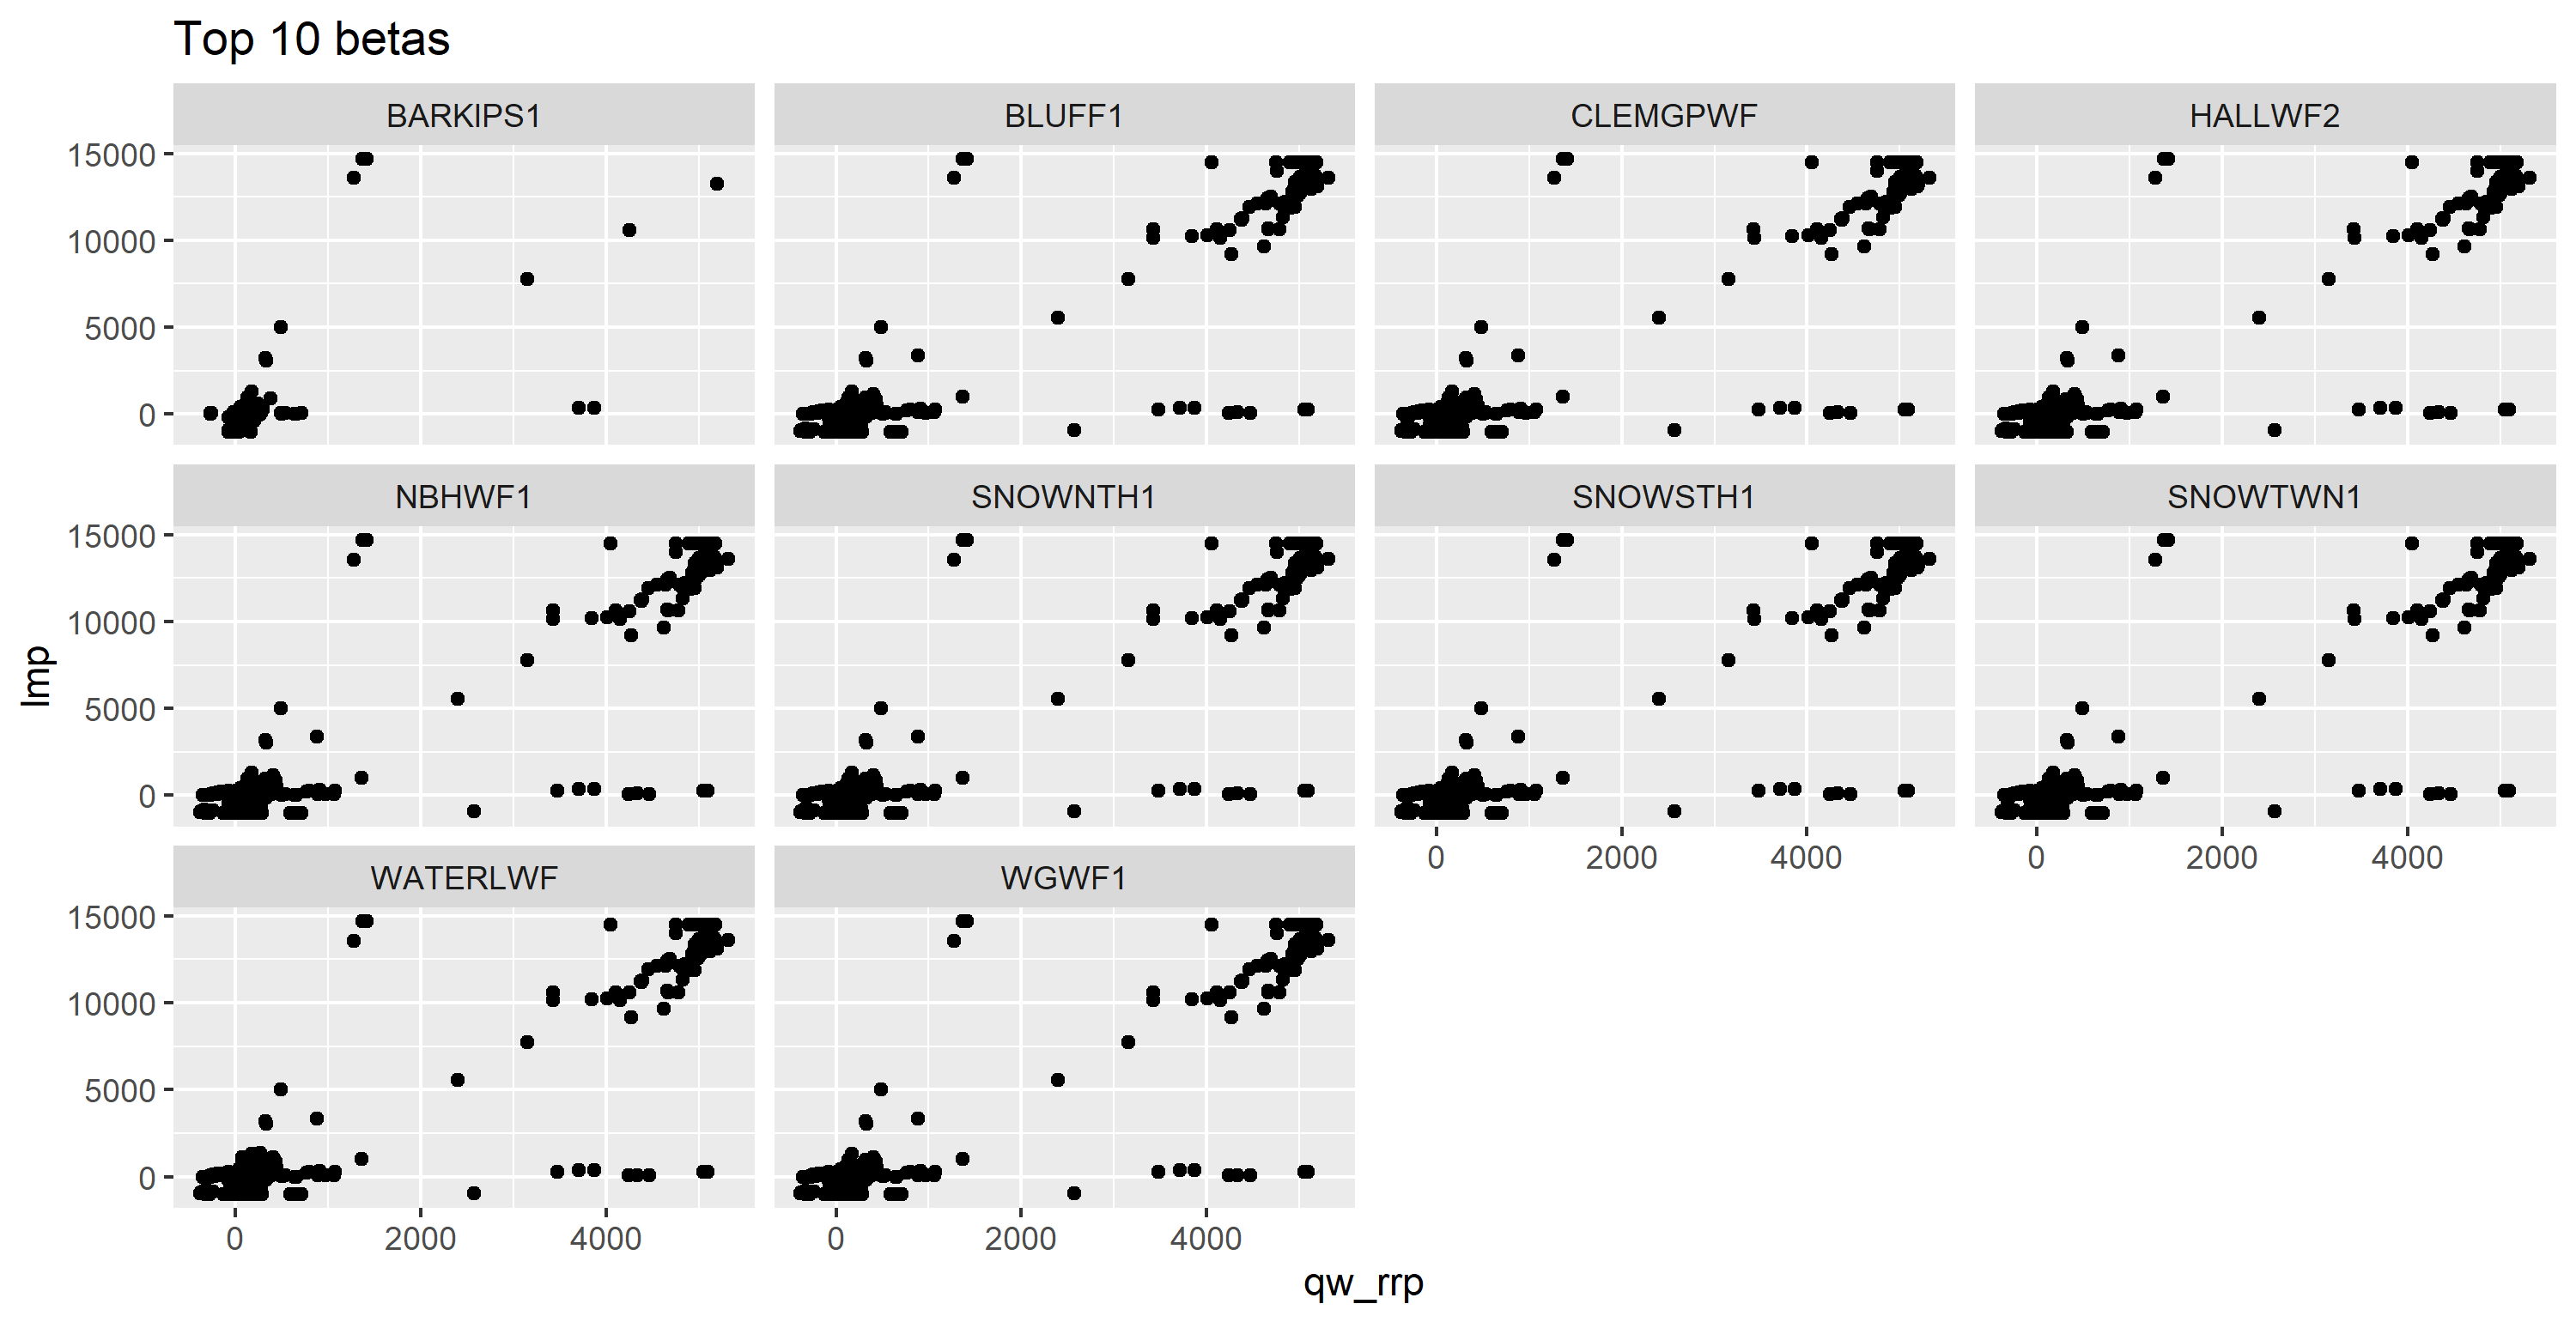 Top 10 betas
BARKIPS1 BLUFF1 CLEMGPWF HALLWF2
15000
10000
5000
0
NBHWF1 SNOWNTH1 SNOWSTH1 SNOWTWN1
15000
10000
5000
0
0 2000 4000 0 2000 4000
WATERLWF WGWF1
15000
10000
5000
0
0 2000 4000 0 2000 4000
lmp
qw_rrp